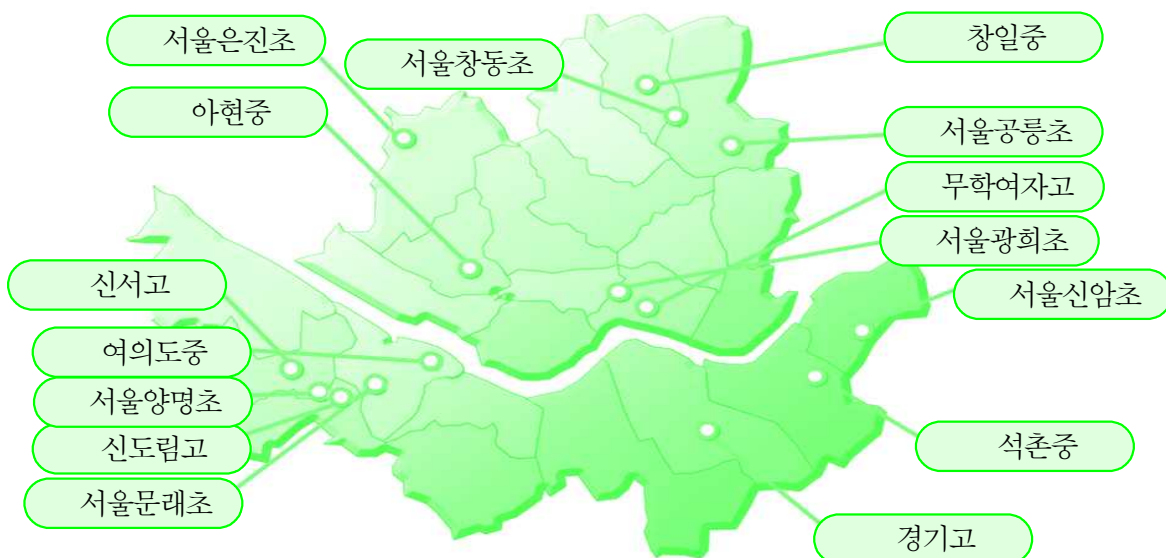 서울은진초
서울창동초
창일중
아현중
서울공릉초
무학여자고
서울광희초
신서고
서울신암초
여의도중
서울양명초
신도림고
석촌중
서울문래초
경기고